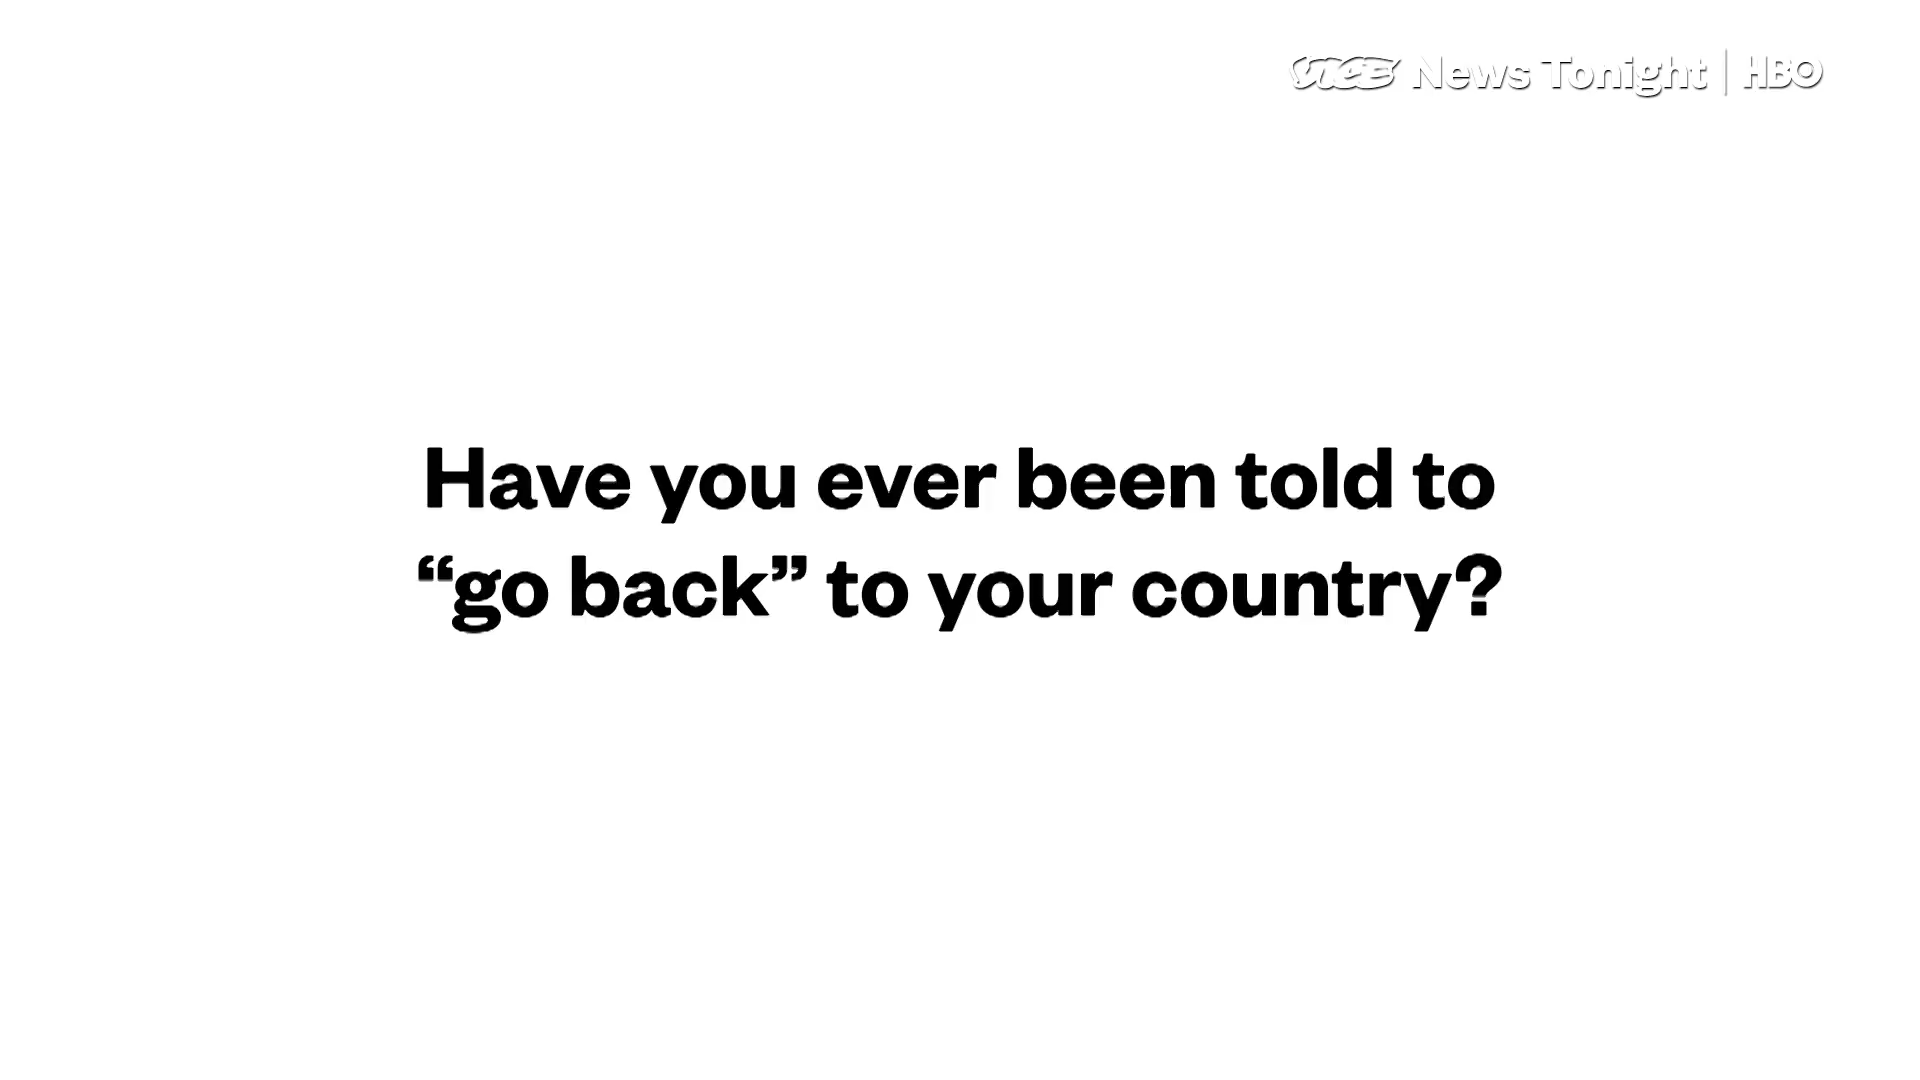 VICE News Tonight | HBO
Have you ever been told to
“go back” to your country?